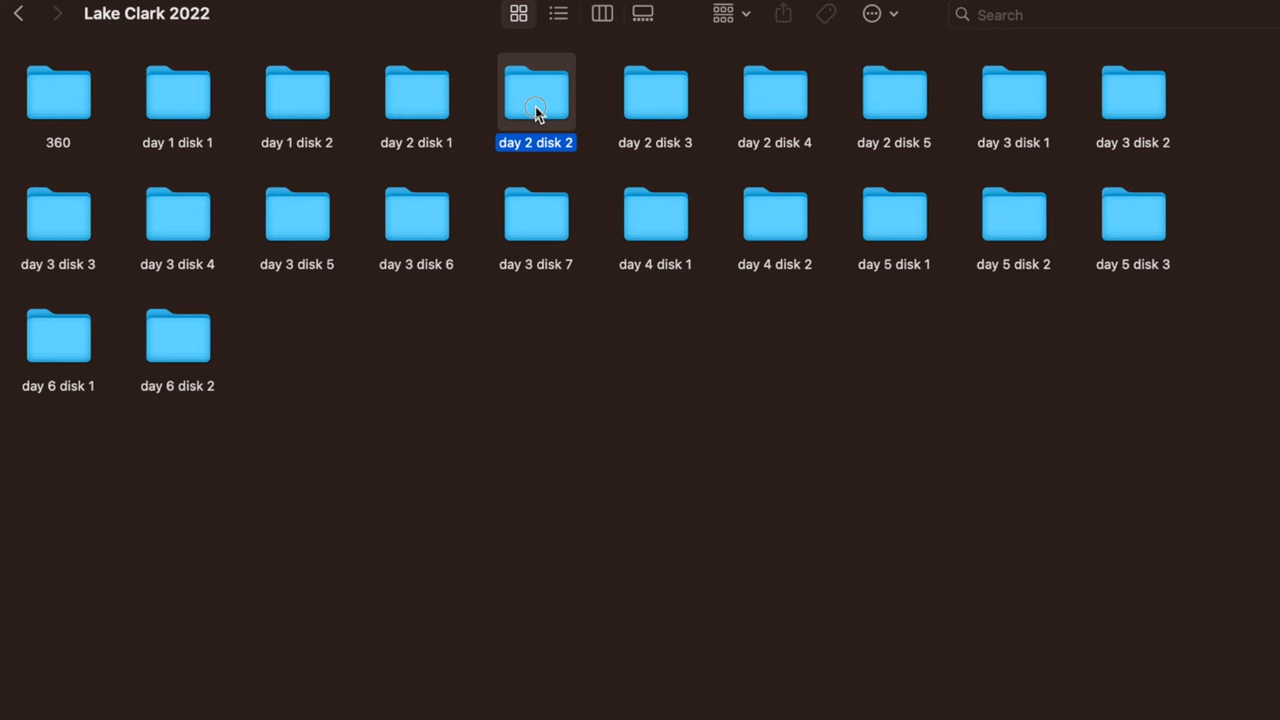 Lake Clark 2022
Search
360
day 1 disk 1
day 1 disk 2
day 2 disk 1
day 2 disk 2
day 2 disk 3
day 2 disk 4
day 2 disk 5
day 3 disk 1
day 3 disk 2
day 3 disk 3
day 3 disk 4
day 3 disk 5
day 3 disk 6
day 3 disk 7
day 4 disk 1
day 4 disk 2
day 5 disk 1
day 5 disk 2
day 5 disk 3
day 6 disk 1
day 6 disk 2